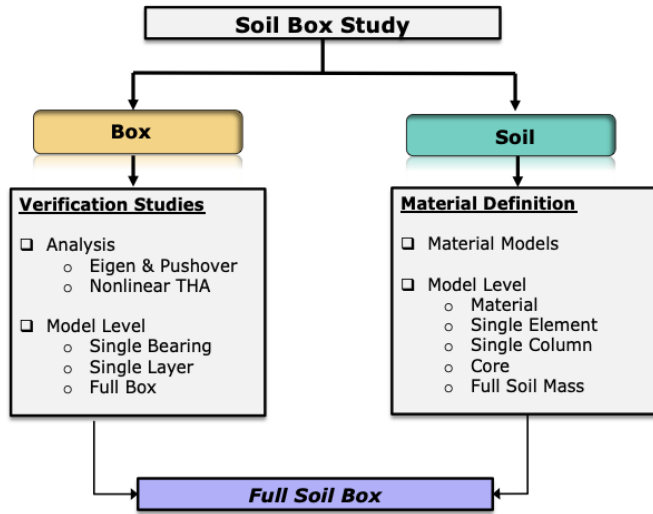 Soil Box Study
Box
Soil
Verification Studies
Analysis
Eigen & Pushover
Nonlinear THA
Model Level
Single Bearing
Single Layer
Full Box
Material Definition
Material Models
Model Level
Material
Single Element
Single Column
Core
Full Soil Mass
Full Soil Box